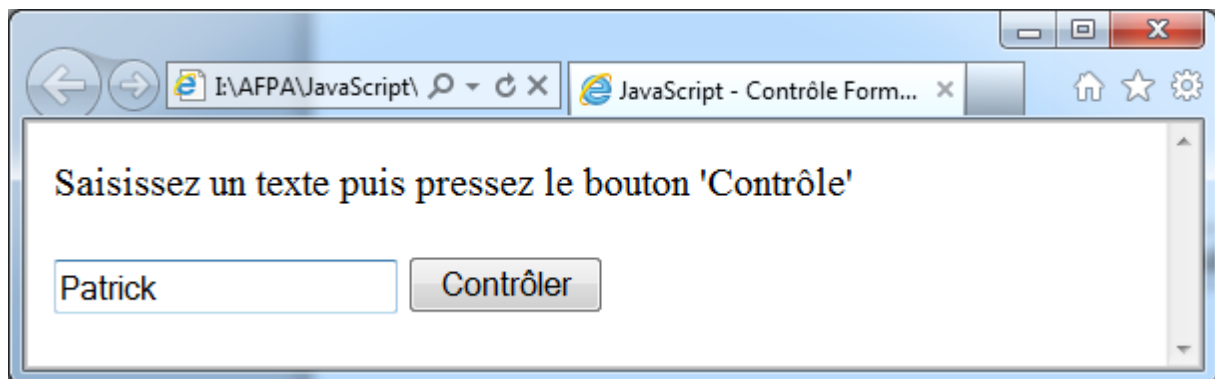 I:\AFPA\JavaScript\ JavaScript - Contrôle Form...
Saisissez un texte puis pressez le bouton 'Contrôle'
Patrick Contrôler